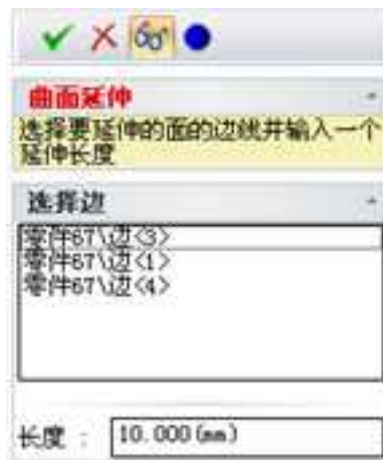 曲面延伸
选择要延伸的面的边线并输入一个
延伸长度
选择边
零件67\边<3>
零件67\边<1>
零件67\边<4>
长度 :
10.000(mm)